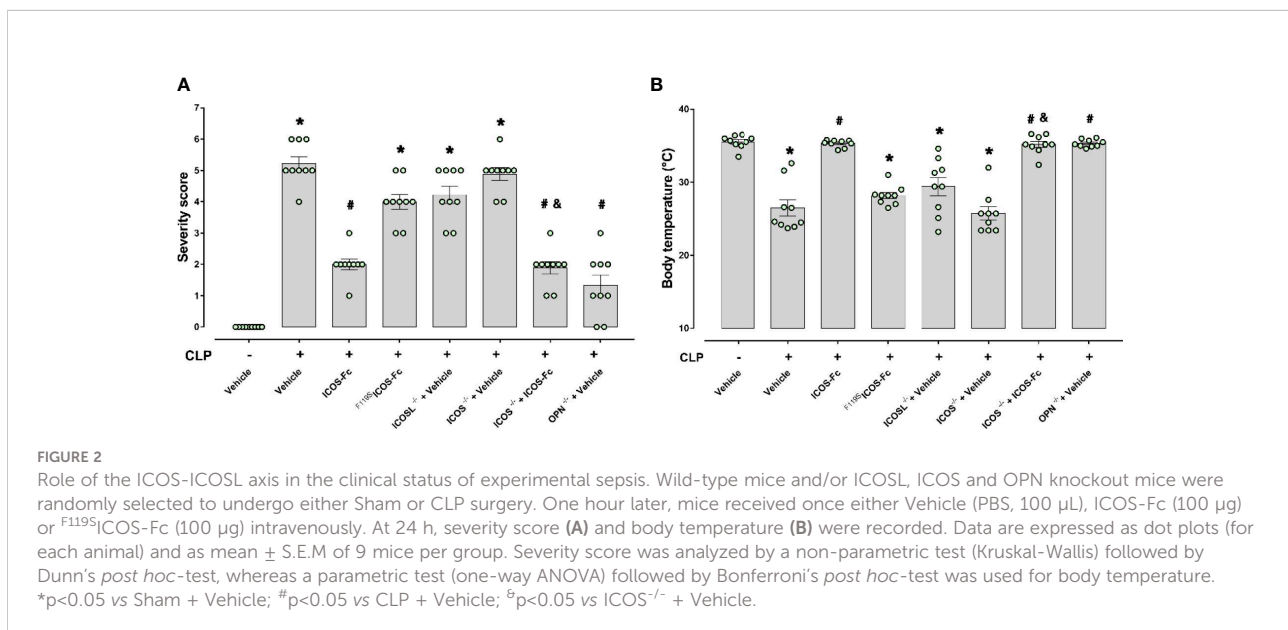 A
B
7
6
5
4
3
2
1
0
Severity score
* # * * * # & #
CLP - + + + + + + +
Vehicle
Vehicle
ICOS-Fc
F119SICOS-Fc
ICOSL-/- + Vehicle
ICOS-/- + Vehicle
ICOS-/- + ICOS-Fc
OPN-/- + Vehicle
40
30
20
10
Body temperature (°C)
* # * * * # & #
CLP - + + + + + + +
Vehicle
Vehicle
ICOS-Fc
F119SICOS-Fc
ICOSL-/- + Vehicle
ICOS-/- + Vehicle
ICOS-/- + ICOS-Fc
OPN-/- + Vehicle
FIGURE 2
Role of the ICOS-ICOSL axis in the clinical status of experimental sepsis. Wild-type mice and/or ICOSL, ICOS and OPN knockout mice were
randomly selected to undergo either Sham or CLP surgery. One hour later, mice received once either Vehicle (PBS, 100 µL), ICOS-Fc (100 µg)
or F119SICOS-Fc (100 µg) intravenously. At 24 h, severity score (A) and body temperature (B) were recorded. Data are expressed as dot plots (for
each animal) and as mean ± S.E.M of 9 mice per group. Severity score was analyzed by a non-parametric test (Kruskal-Wallis) followed by
Dunn's post hoc-test, whereas a parametric test (one-way ANOVA) followed by Bonferroni's post hoc-test was used for body temperature.
*p<0.05 vs Sham + Vehicle; #p<0.05 vs CLP + Vehicle; &p<0.05 vs ICOS-/- + Vehicle.